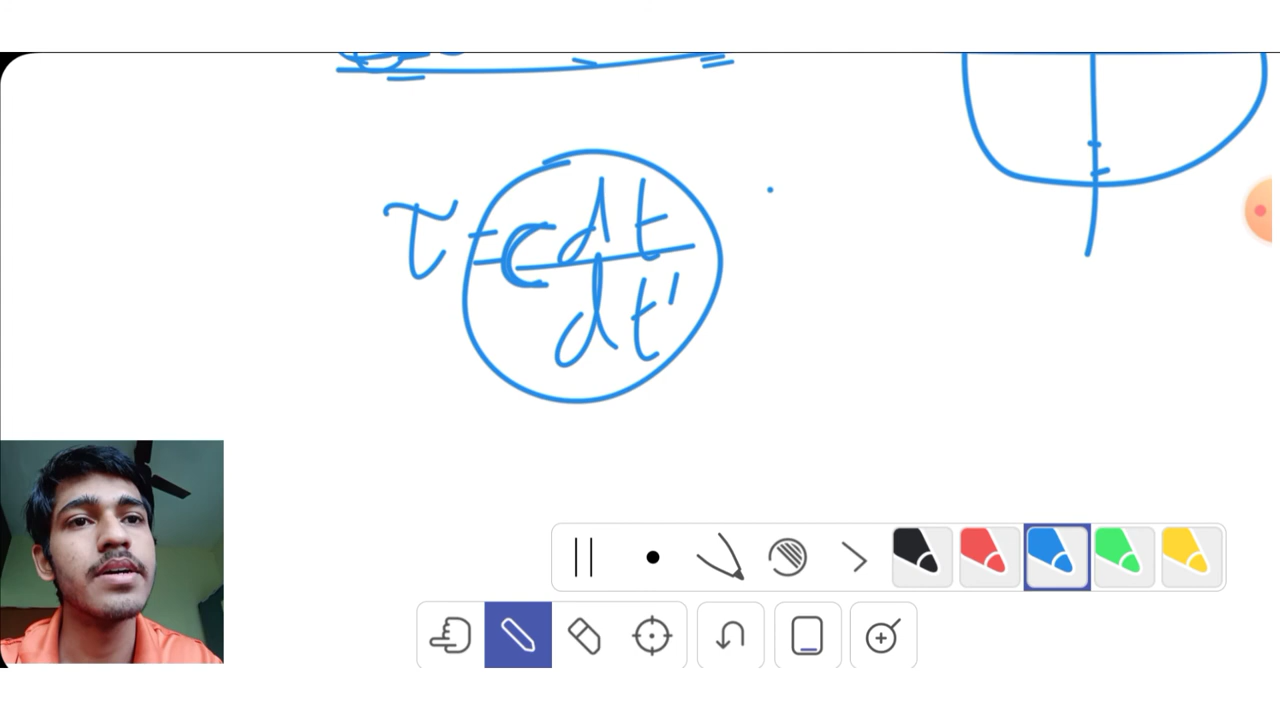 τ = C dt
dt'